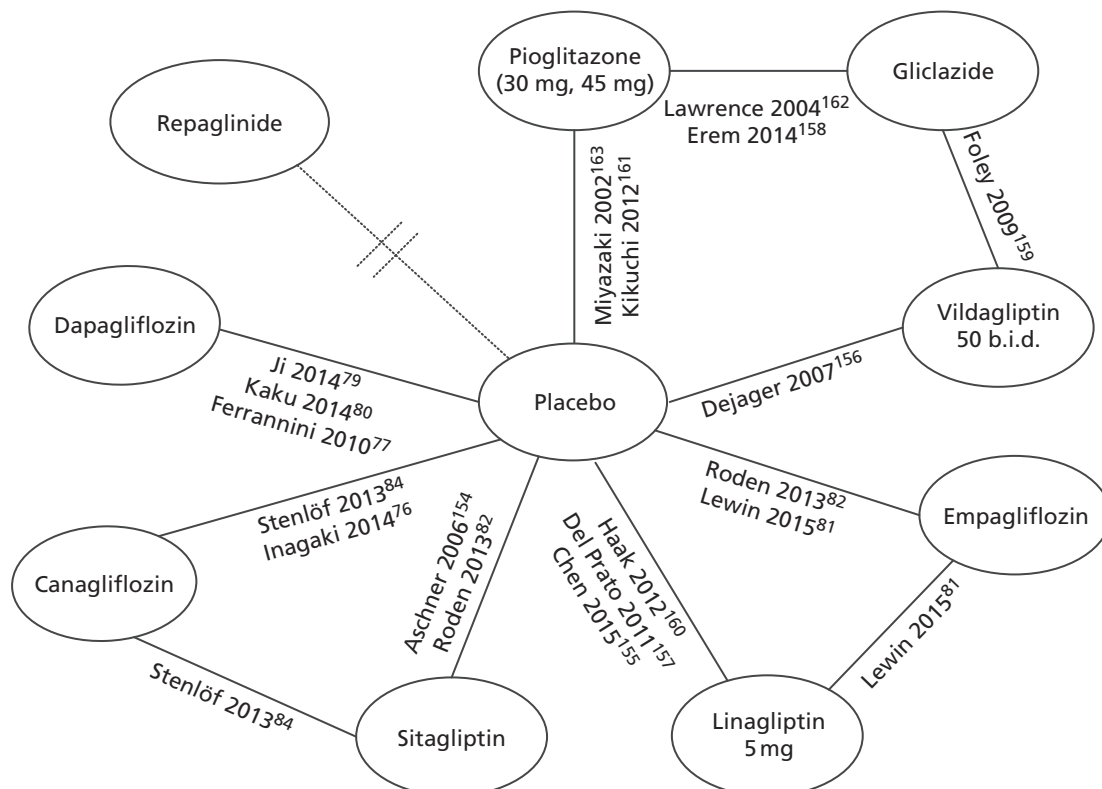 Pioglitazone
(30 mg, 45 mg)
Gliclazide
Repaglinide
Lawrence 2004¹⁶²
Erem 2014¹⁵⁸
Foley 2009¹⁵⁹
Miyazaki 2002¹⁶³
Kikuchi 2012¹⁶¹
Dapagliflozin
Vildagliptin
50 b.i.d.
Ji 2014⁷⁹
Kaku 2014⁸⁰
Ferrannini 2010⁷⁷
Placebo
Dejager 2007¹⁵⁶
Stenlöf 2013⁸⁴
Inagaki 2014⁷⁶
Roden 2013⁸²
Lewin 2015⁸¹
Empagliflozin
Canagliflozin
Aschner 2006¹⁵⁴
Roden 2013⁸²
Haak 2012¹⁶⁰
Del Prato 2011¹⁵⁷
Chen 2015¹⁵⁵
Lewin 2015⁸¹
Stenlöf 2013⁸⁴
Sitagliptin
Linagliptin
5 mg